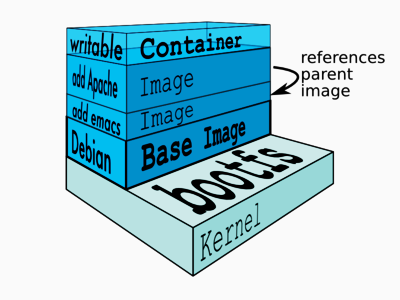 writable Container
add Apache Image
add emacs Image
Debian Base Image
references
parent
image
bootfs
Kernel